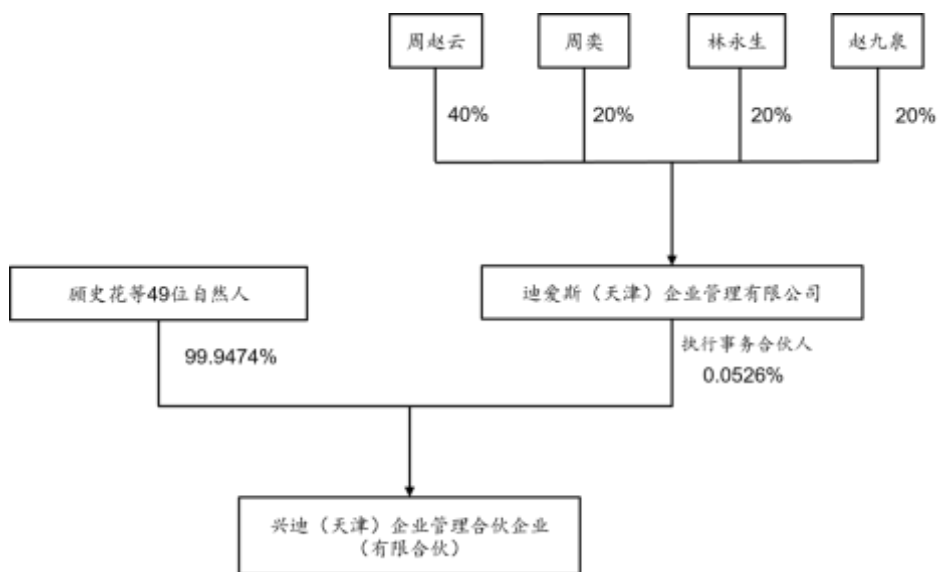 周赵云
周奕
林永生
赵九泉
40%
20%
20%
20%
顾史花等49位自然人
迪爱斯（天津）企业管理有限公司
99.9474%
执行事务合伙人
0.0526%
兴迪（天津）企业管理合伙企业
（有限合伙）